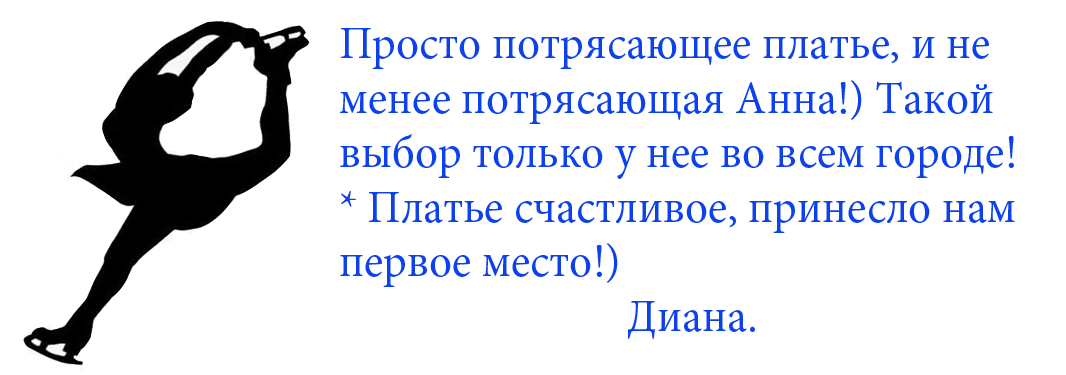 Просто потрясающее платье, и не
менее потрясающая Анна!) Такой
выбор только у нее во всем городе!
* Платье счастливое, принесло нам
первое место!)
Диана.